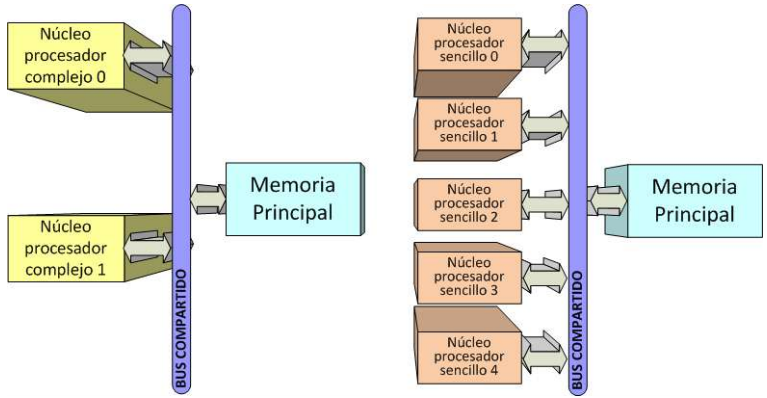 Núcleo
procesador
complejo 0
Memoria
Principal
Núcleo
procesador
complejo 1
BUS COMPARTIDO
Núcleo
procesador
sencillo 0
Núcleo
procesador
sencillo 1
Núcleo
procesador
sencillo 2
Núcleo
procesador
sencillo 3
Núcleo
procesador
sencillo 4
BUS COMPARTIDO
Memoria
Principal